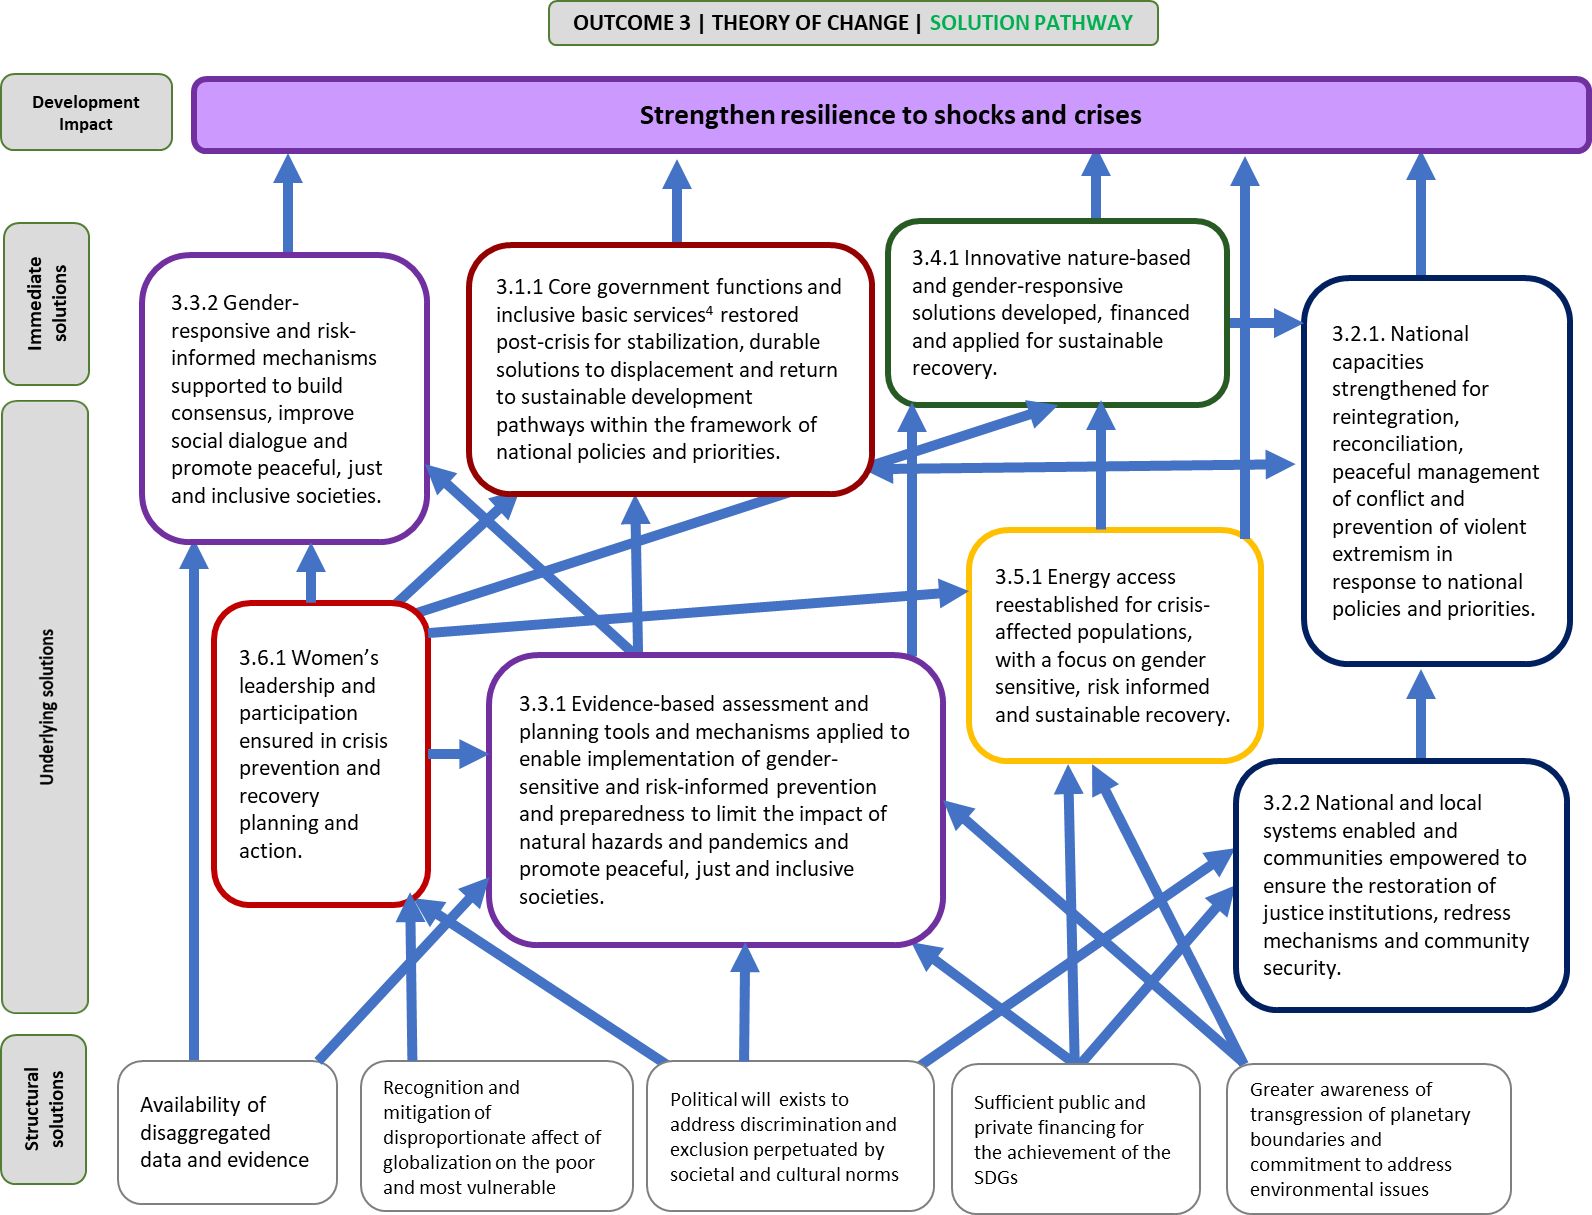 OUTCOME 3 | THEORY OF CHANGE | SOLUTION PATHWAY
Development
Impact
Strengthen resilience to shocks and crises
Immediate
solutions
3.3.2 Gender-
responsive and risk-
informed mechanisms
supported to build
consensus, improve
social dialogue and
promote peaceful, just
and inclusive societies.
3.1.1 Core government functions and
inclusive basic services⁴ restored
post-crisis for stabilization, durable
solutions to displacement and return
to sustainable development
pathways within the framework of
national policies and priorities.
3.4.1 Innovative nature-based
and gender-responsive
solutions developed, financed
and applied for sustainable
recovery.
3.2.1. National
capacities
strengthened for
reintegration,
reconciliation,
peaceful management
of conflict and
prevention of violent
extremism in
response to national
policies and priorities.
Underlying solutions
3.6.1 Women’s
leadership and
participation
ensured in crisis
prevention and
recovery
planning and
action.
3.3.1 Evidence-based assessment and
planning tools and mechanisms applied to
enable implementation of gender-
sensitive and risk-informed prevention
and preparedness to limit the impact of
natural hazards and pandemics and
promote peaceful, just and inclusive
societies.
3.5.1 Energy access
reestablished for crisis-
affected populations,
with a focus on gender
sensitive, risk informed
and sustainable recovery.
3.2.2 National and local
systems enabled and
communities empowered to
ensure the restoration of
justice institutions, redress
mechanisms and community
security.
Structural
solutions
Availability of
disaggregated
data and evidence
Recognition and
mitigation of
disproportionate affect of
globalization on the poor
and most vulnerable
Political will exists to
address discrimination and
exclusion perpetuated by
societal and cultural norms
Sufficient public and
private financing for
the achievement of the
SDGs
Greater awareness of
transgression of planetary
boundaries and
commitment to address
environmental issues